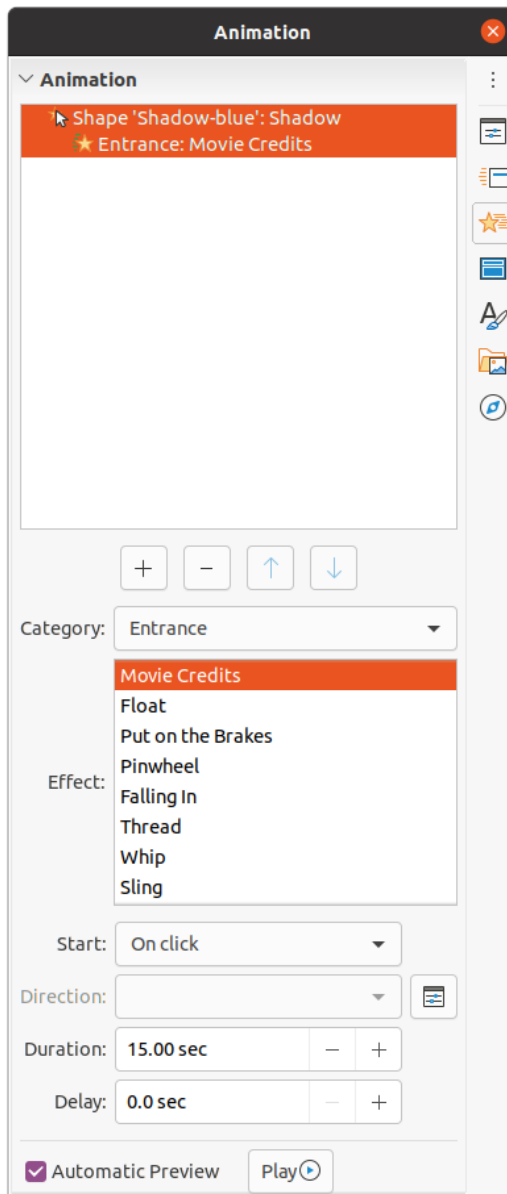 Animation
Animation
Shape 'Shadow-blue': Shadow
Entrance: Movie Credits
Category: Entrance
Effect:
Movie Credits
Float
Put on the Brakes
Pinwheel
Falling In
Thread
Whip
Sling
Start: On click
Direction:
Duration: 15.00 sec
Delay: 0.0 sec
Automatic Preview Play